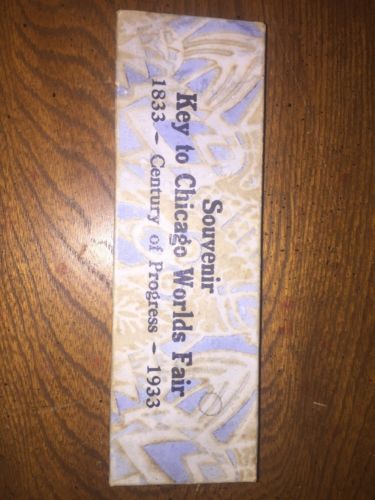 Souvenir
Key to Chicago Worlds Fair
1833 - Century of Progress - 1933